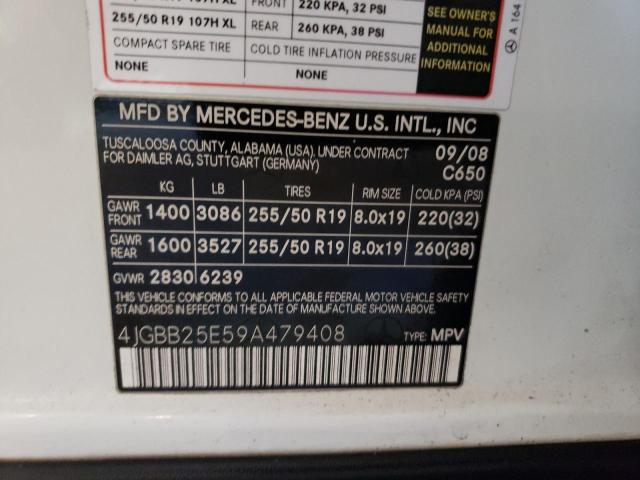 FRONT 220 KPA, 32 PSI
255/50 R19 107H XL REAR 260 KPA, 38 PSI
COMPACT SPARE TIRE COLD TIRE INFLATION PRESSURE
NONE NONE
SEE OWNER'S
MANUAL FOR
ADDITIONAL
INFORMATION
A 164
MFD BY MERCEDES-BENZ U.S. INTL., INC
TUSCALOOSA COUNTY, ALABAMA (USA), UNDER CONTRACT 09/08
FOR DAIMLER AG, STUTTGART (GERMANY) C650
KG LB TIRES RIM SIZE COLD KPA (PSI)
GAWR FRONT 1400 3086 255/50 R19 8.0x19 220(32)
GAWR REAR 1600 3527 255/50 R19 8.0x19 260(38)
GVWR 2830 6239
THIS VEHICLE CONFORMS TO ALL APPLICABLE FEDERAL MOTOR VEHICLE SAFETY
STANDARDS IN EFFECT ON THE DATE OF MANUFACTURE SHOWN ABOVE
4JGBB25E59A479408 TYPE: MPV